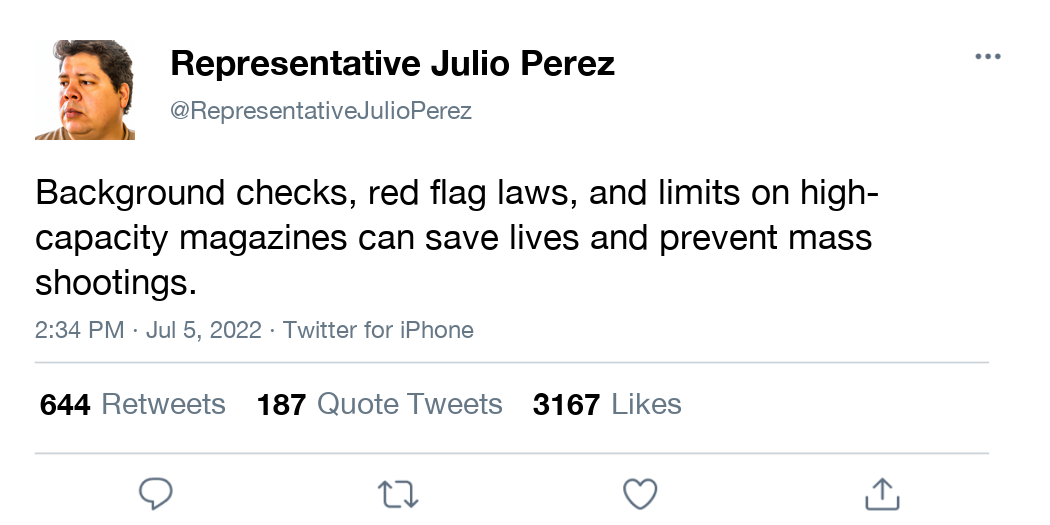 Representative Julio Perez
@RepresentativeJulioPerez
Background checks, red flag laws, and limits on high-
capacity magazines can save lives and prevent mass
shootings.
2:34 PM · Jul 5, 2022 · Twitter for iPhone
644 Retweets 187 Quote Tweets 3167 Likes